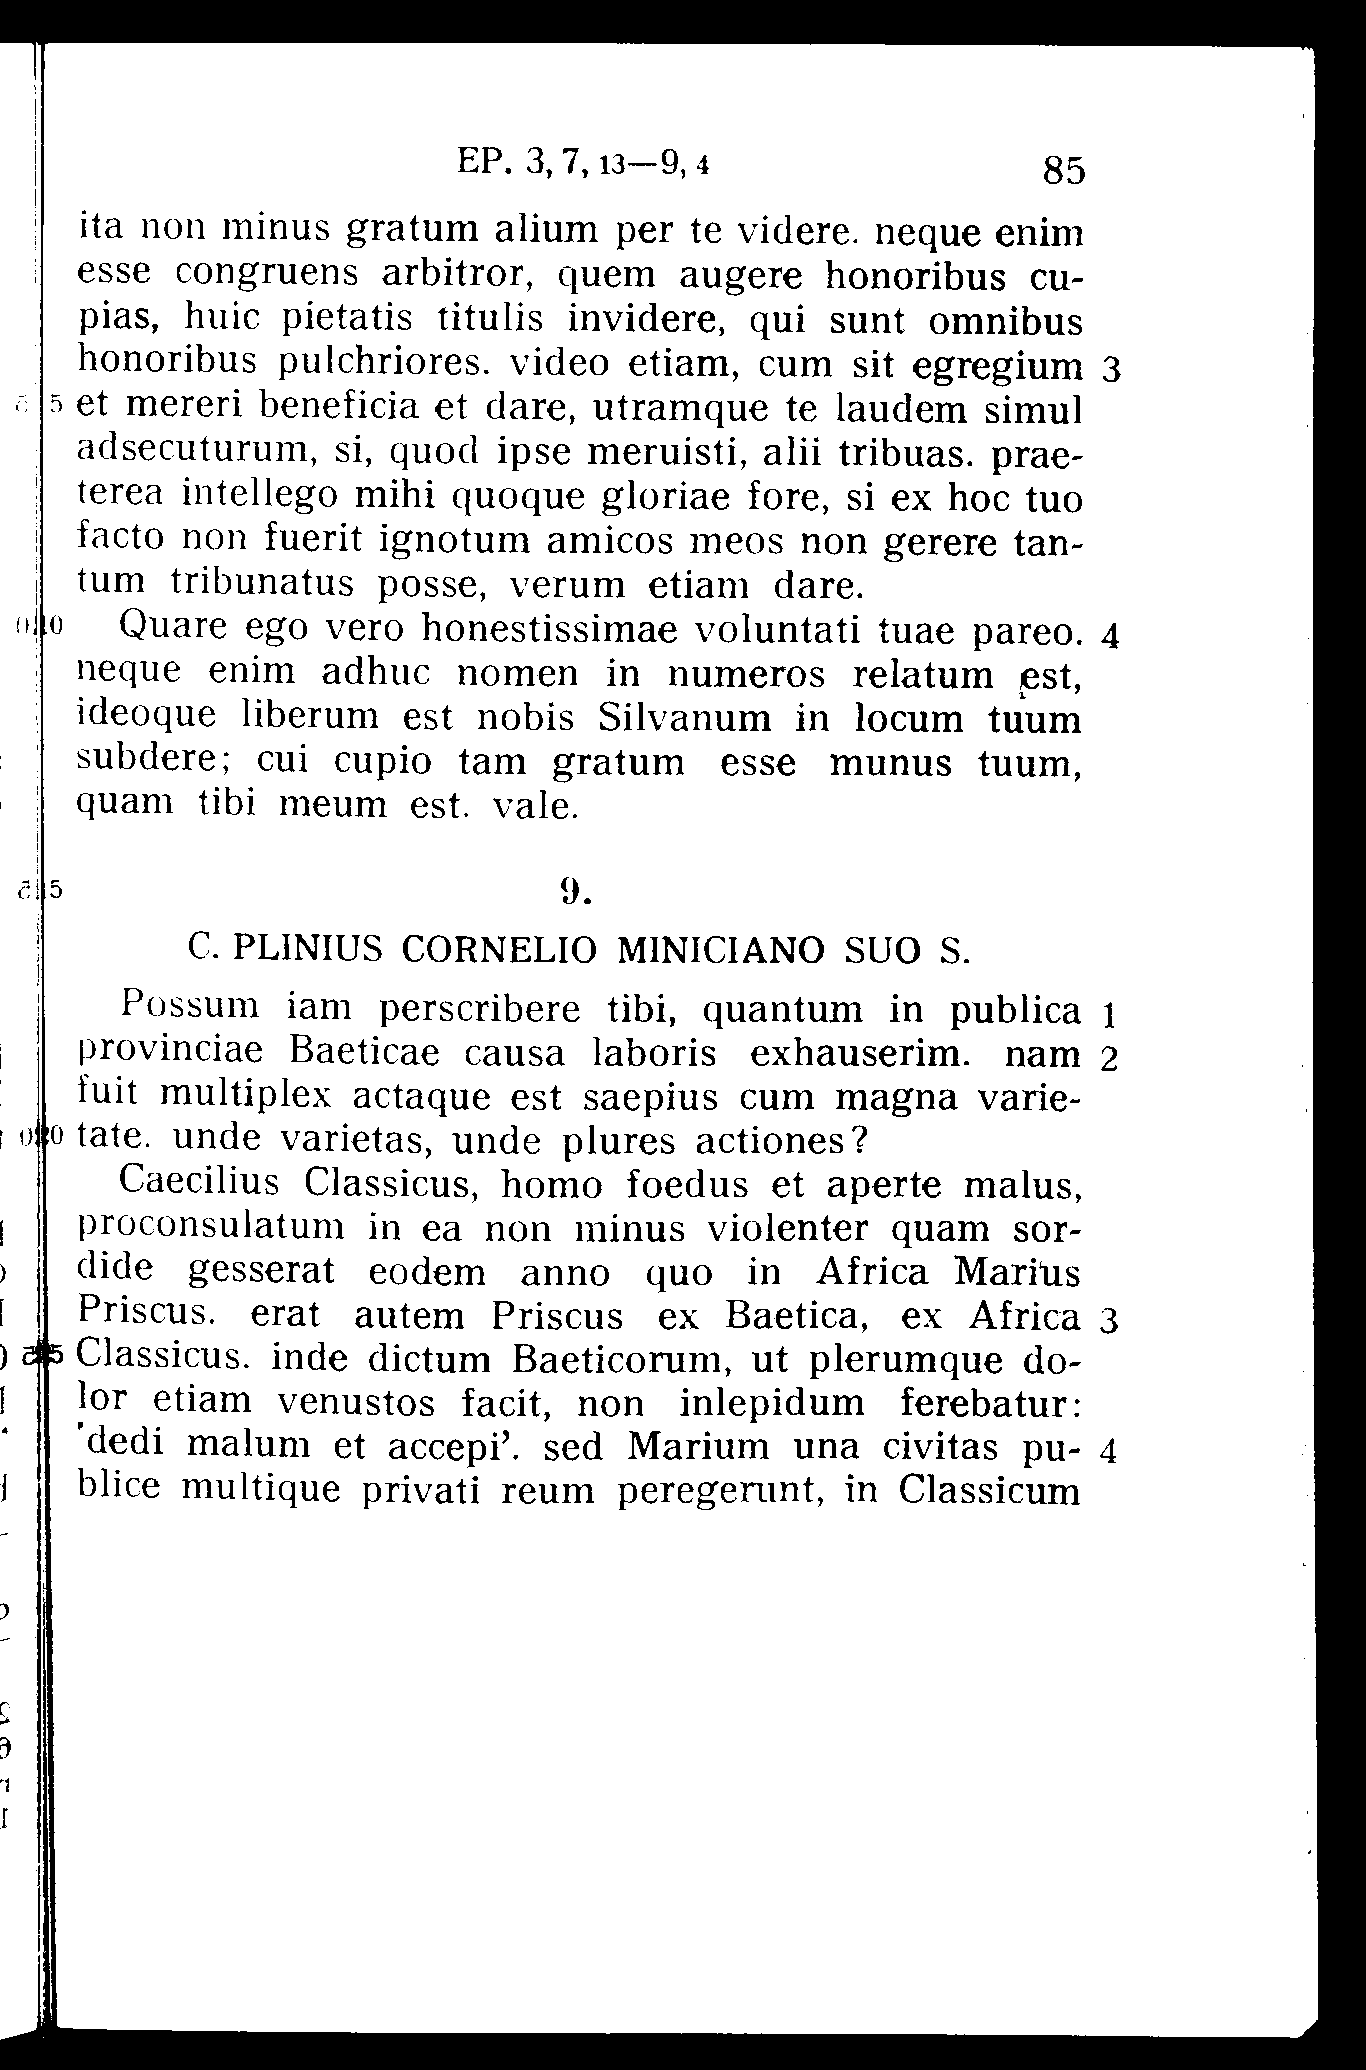 EP. 3, 7, 13—9, 4 85
ita non minus gratum alium per te videre. neque enim
esse congruens arbitror, quem augere honoribus cu-
pias, huic pietatis titulis invidere, qui sunt omnibus
honoribus pulchriores. video etiam, cum sit egregium 3
5 et mereri beneficia et dare, utramque te laudem simul
adsecuturum, si, quod ipse meruisti, alii tribuas. prae-
terea intellego mihi quoque gloriae fore, si ex hoc tuo
facto non fuerit ignotum amicos meos non gerere tan-
tum tribunatus posse, verum etiam dare.
10 Quare ego vero honestissimae voluntati tuae pareo. 4
neque enim adhuc nomen in numeros relatum est,
ideoque liberum est nobis Silvanum in locum tuum
subdere; cui cupio tam gratum esse munus tuum,
quam tibi meum est. vale.
15 9.
C. PLINIUS CORNELIO MINICIANO SUO S.
Possum iam perscribere tibi, quantum in publica 1
provinciae Baeticae causa laboris exhauserim. nam 2
fuit multiplex actaque est saepius cum magna varie-
20 tate. unde varietas, unde plures actiones?
Caecilius Classicus, homo foedus et aperte malus,
proconsulatum in ea non minus violenter quam sor-
dide gesserat eodem anno quo in Africa Marius
Priscus. erat autem Priscus ex Baetica, ex Africa 3
25 Classicus. inde dictum Baeticorum, ut plerumque do-
lor etiam venustos facit, non inlepidum ferebatur:
'dedi malum et accepi'. sed Marium una civitas pu- 4
blice multique privati reum peregerunt, in Classicum